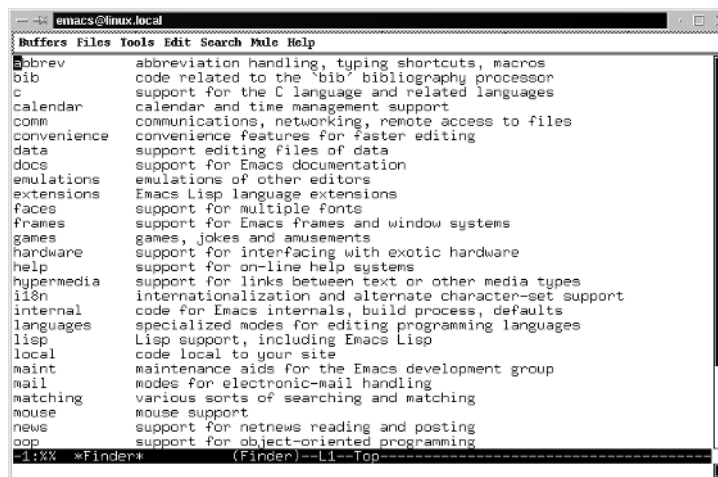 emacs@linux.local
Buffers Files Tools Edit Search Mule Help
abbrev abbreviation handling, typing shortcuts, macros
bib code related to the `bib' bibliography processor
c support for the C language and related languages
calendar calendar and time management support
comm communications, networking, remote access to files
convenience convenience features for faster editing
data support editing files of data
docs support for Emacs documentation
emulations emulations of other editors
extensions Emacs Lisp language extensions
faces support for multiple fonts
frames support for Emacs frames and window systems
games games, jokes and amusements
hardware support for interfacing with exotic hardware
help support for on-line help systems
hypermedia support for links between text or other media types
i18n internationalization and alternate character-set support
internal code for Emacs internals, build process, defaults
languages specialized modes for editing programming languages
lisp Lisp support, including Emacs Lisp
local code local to your site
maint maintenance aids for the Emacs development group
mail modes for electronic-mail handling
matching various sorts of searching and matching
mouse mouse support
news support for netnews reading and posting
oop support for object-oriented programming
-1:%% *Finder* (Finder)--L1--Top-------------------------------------